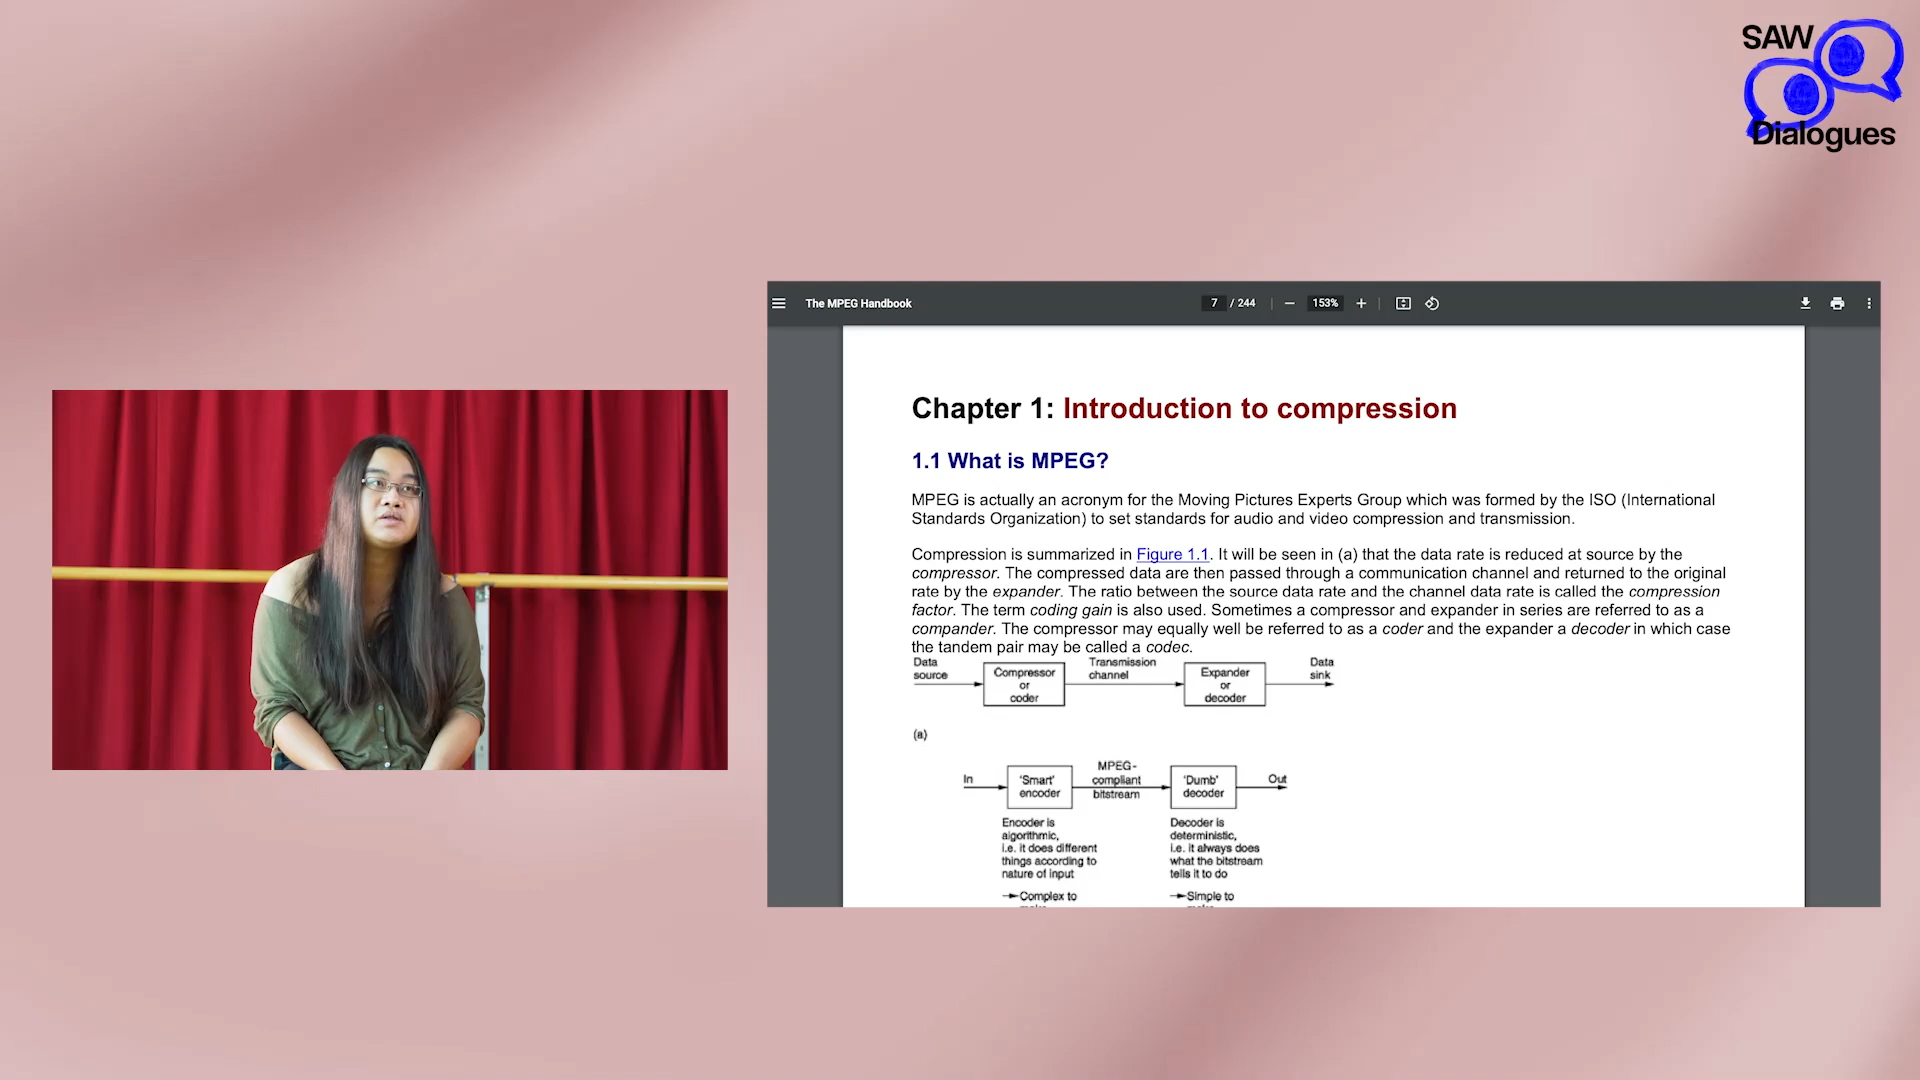 SAW
Dialogues
The MPEG Handbook
7 / 244
153%
Chapter 1: Introduction to compression
1.1 What is MPEG?
MPEG is actually an acronym for the Moving Pictures Experts Group which was formed by the ISO (International
Standards Organization) to set standards for audio and video compression and transmission.
Compression is summarized in Figure 1.1. It will be seen in (a) that the data rate is reduced at source by the
compressor. The compressed data are then passed through a communication channel and returned to the original
rate by the expander. The ratio between the source data rate and the channel data rate is called the compression
factor. The term coding gain is also used. Sometimes a compressor and expander in series are referred to as a
compander. The compressor may equally well be referred to as a coder and the expander a decoder in which case
the tandem pair may be called a codec.
Data
source
Compressor
or
coder
Transmission
channel
Expander
or
decoder
Data
sink
(a)
In
'Smart'
encoder
MPEG-
compliant
bitstream
'Dumb'
decoder
Out
Encoder is
algorithmic,
i.e. it does different
things according to
nature of input
Complex to
Decoder is
deterministic,
i.e. it always does
what the bitstream
tells it to do
Simple to